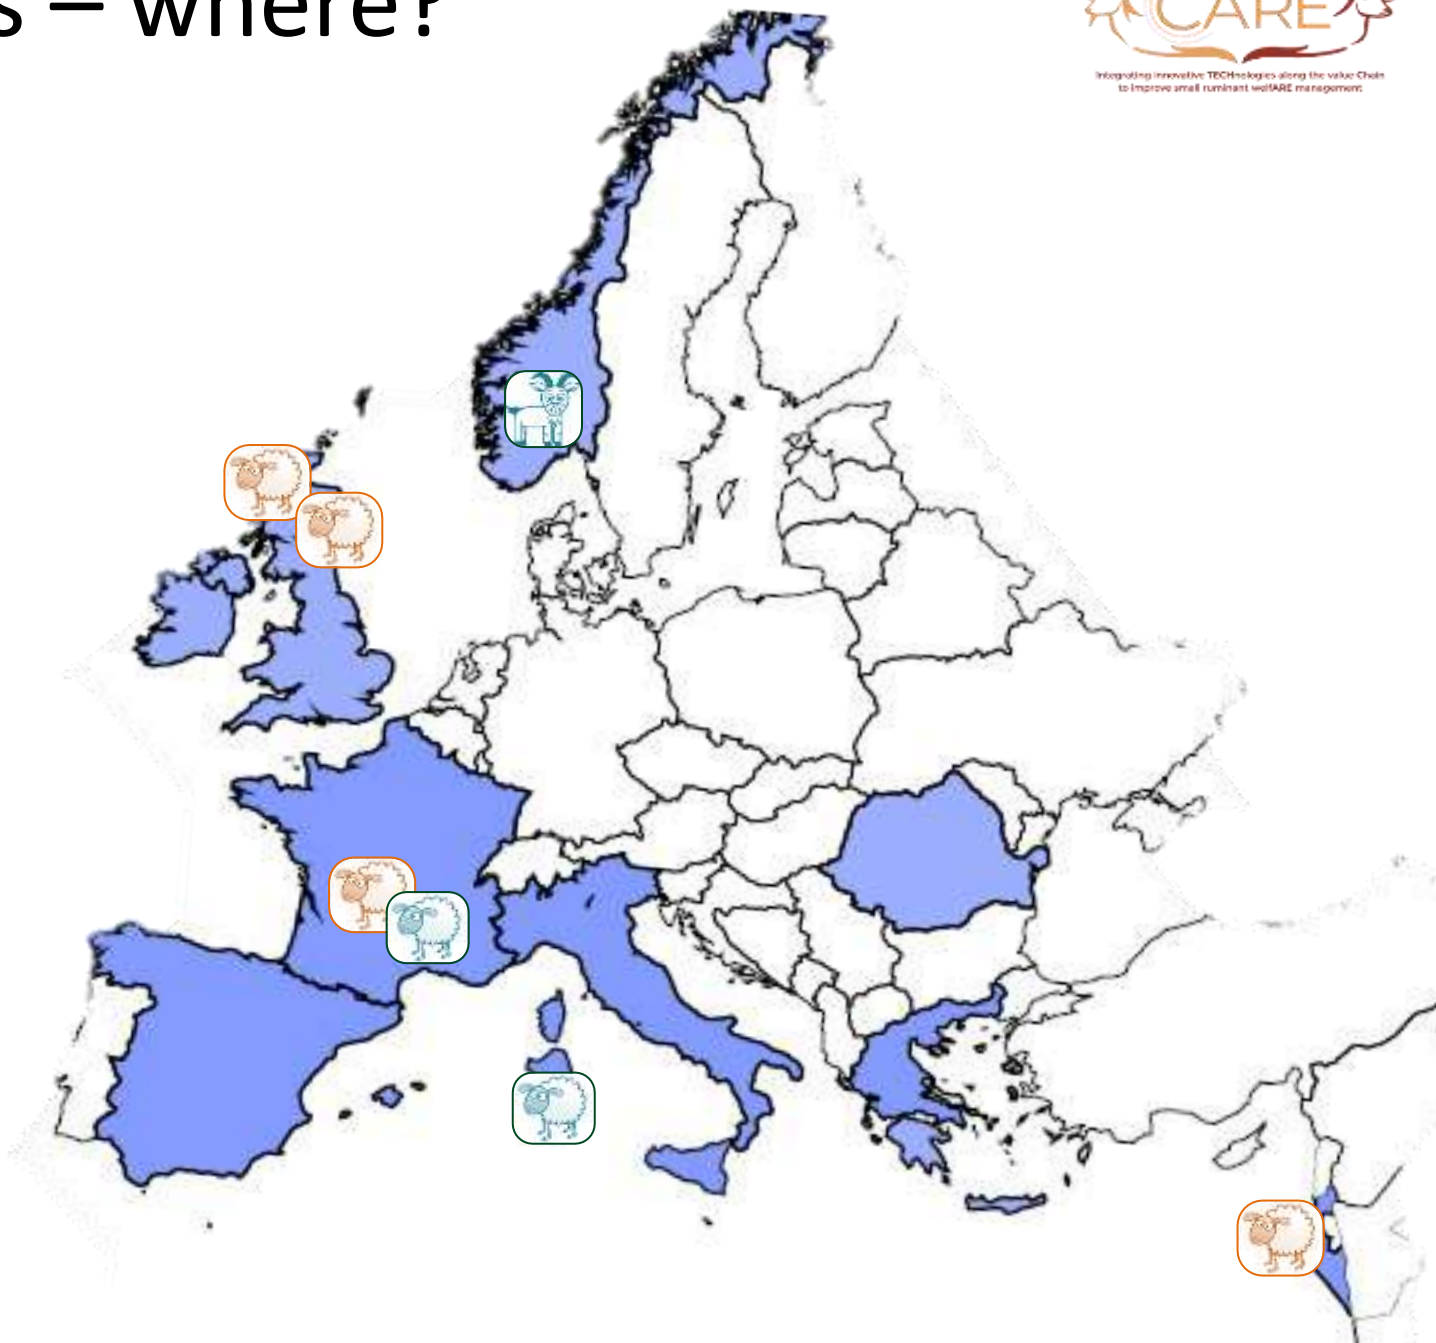 s – where?
CARE
Integrating innovative TECHnologies along the value Chain
to improve small ruminant welfARE management